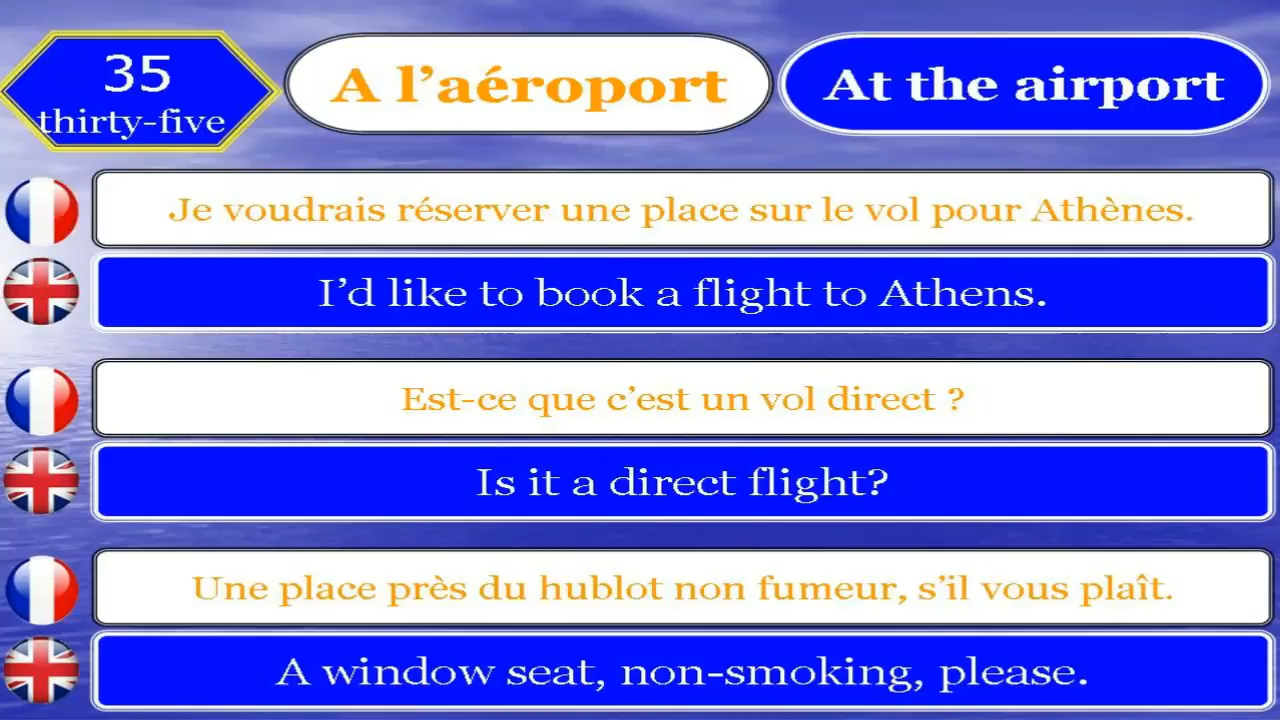 35
thirty-five
A l’aéroport
At the airport
Je voudrais réserver une place sur le vol pour Athènes.
I’d like to book a flight to Athens.
Est-ce que c’est un vol direct ?
Is it a direct flight?
Une place près du hublot non fumeur, s’il vous plaît.
A window seat, non-smoking, please.